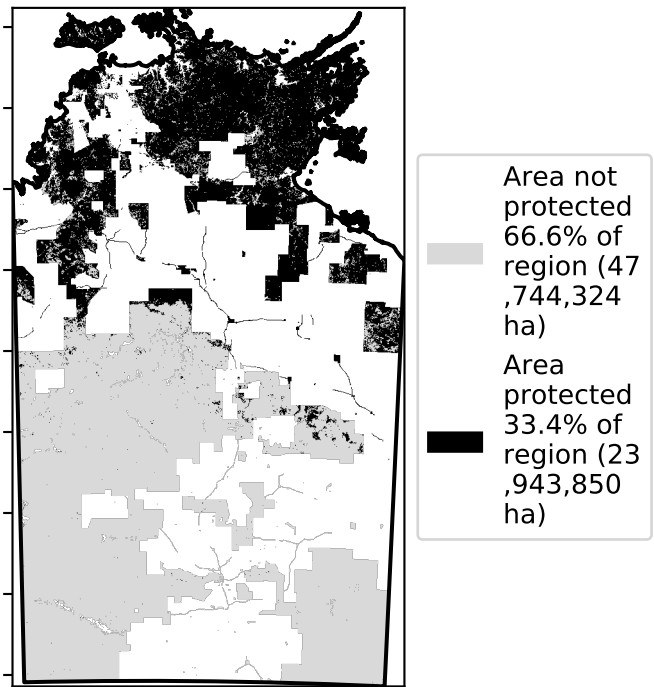 Area not
protected
66.6% of
region (47
,744,324
ha)
Area
protected
33.4% of
region (23
,943,850
ha)